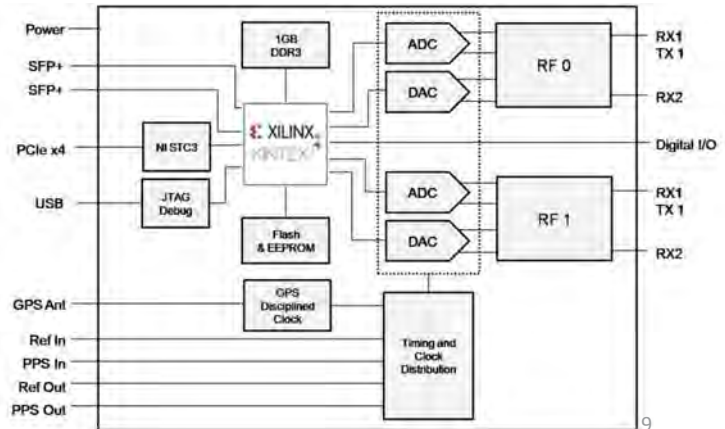 Power
SFP+
SFP+
PCIe x4
USB
GPS Ant
Ref In
PPS In
Ref Out
PPS Out
1GB
DDR3
NI STC3
JTAG
Debug
XILINX
KINTEX
Flash
& EEPROM
GPS
Disciplined
Clock
ADC
DAC
ADC
DAC
Timing and
Clock
Distribution
RF 0
RF 1
RX1
TX 1
RX2
Digital I/O
RX1
TX 1
RX2
9